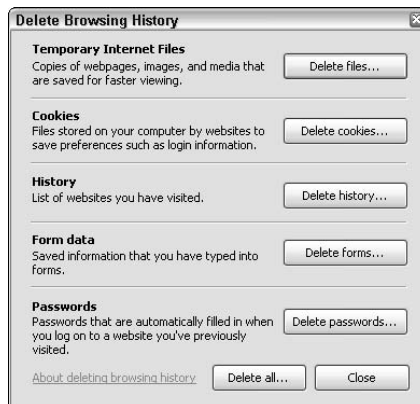 Delete Browsing History
Temporary Internet Files
Copies of webpages, images, and media that
are saved for faster viewing.
Delete files...
Cookies
Files stored on your computer by websites to
save preferences such as login information.
Delete cookies...
History
List of websites you have visited.
Delete history...
Form data
Saved information that you have typed into
forms.
Delete forms...
Passwords
Passwords that are automatically filled in when
you log on to a website you've previously
visited.
Delete passwords...
About deleting browsing history
Delete all...
Close